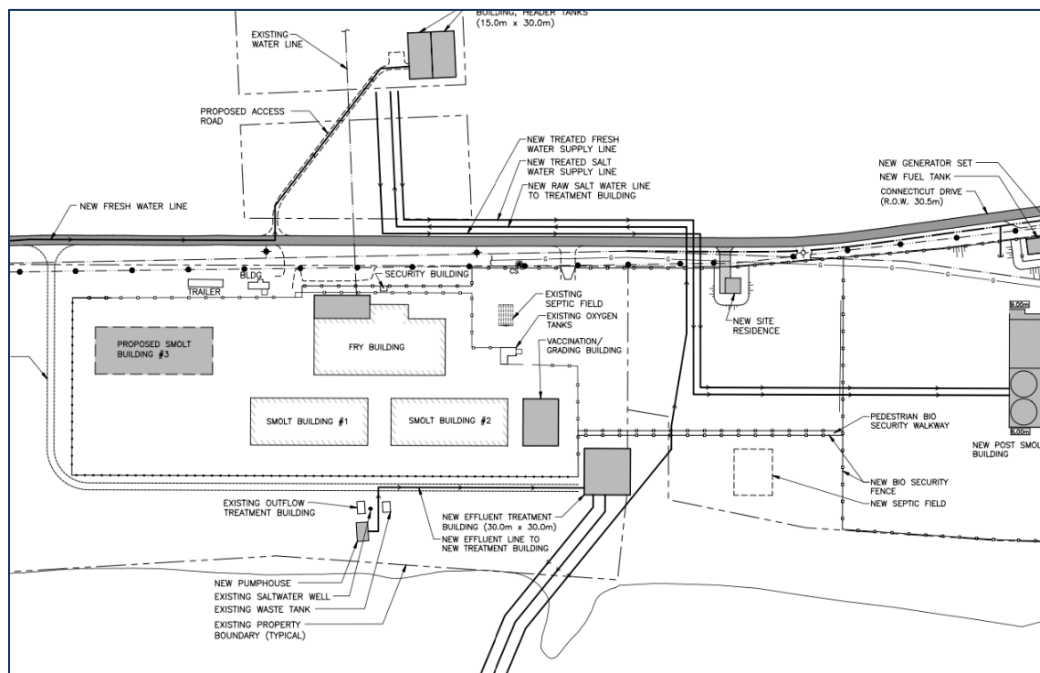 BUILDING, HEADER TANKS
(15.0m x 30.0m)
EXISTING
WATER LINE
PROPOSED ACCESS
ROAD
NEW TREATED FRESH
WATER SUPPLY LINE
NEW TREATED SALT
WATER SUPPLY LINE
NEW RAW SALT WATER LINE
TO TREATMENT BUILDING
NEW GENERATOR SET
NEW FUEL TANK
CONNECTICUT DRIVE
(R.O.W. 30.5m)
NEW FRESH WATER LINE
G
G
G
G
G
BLDG
TRAILER
SECURITY BUILDING
CS
EXISTING
SEPTIC FIELD
EXISTING OXYGEN
TANKS
NEW SITE
RESIDENCE
6.00m
PROPOSED SMOLT
BUILDING #3
FRY BUILDING
VACCINATION/
GRADING BUILDING
SMOLT BUILDING #1
SMOLT BUILDING #2
PEDESTRIAN BIO
SECURITY WALKWAY
6.00m
NEW POST SMOL
BUILDING
NEW BIO SECURITY
FENCE
NEW SEPTIC FIELD
EXISTING OUTFLOW
TREATMENT BUILDING
NEW EFFLUENT TREATMENT
BUILDING (30.0m x 30.0m)
NEW EFFLUENT LINE TO
NEW TREATMENT BUILDING
NEW PUMPHOUSE
EXISTING SALTWATER WELL
EXISTING WASTE TANK
EXISTING PROPERTY
BOUNDARY (TYPICAL)